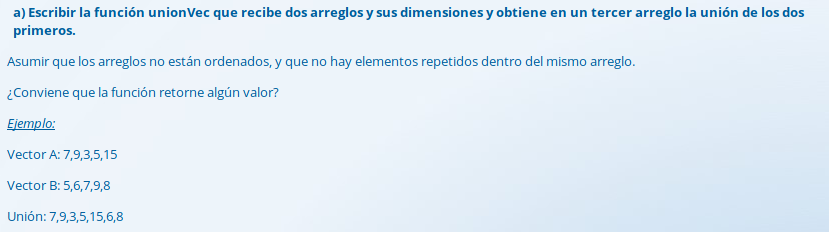 a) Escribir la función unionVec que recibe dos arreglos y sus dimensiones y obtiene en un tercer arreglo la unión de los dos
primeros.
Asumir que los arreglos no están ordenados, y que no hay elementos repetidos dentro del mismo arreglo.
¿Conviene que la función retorne algún valor?
Ejemplo:
Vector A: 7,9,3,5,15
Vector B: 5,6,7,9,8
Unión: 7,9,3,5,15,6,8